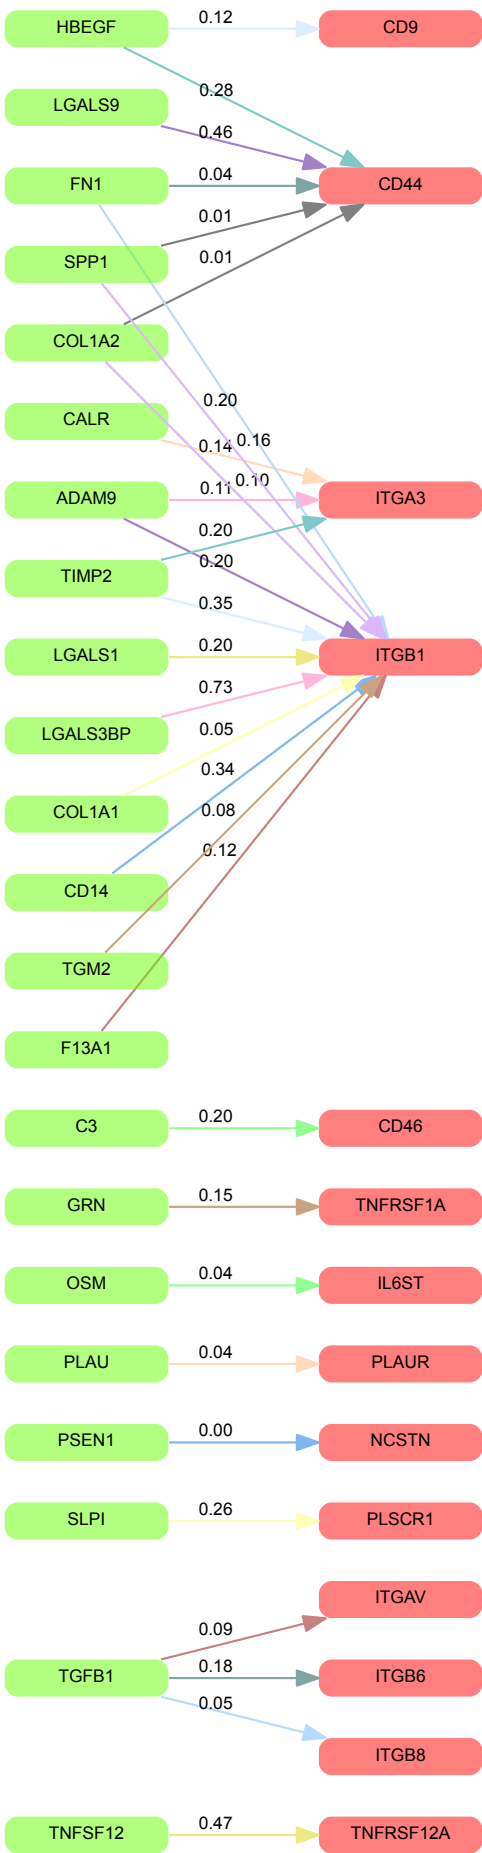 HBEGF 0.12 CD9
0.28
LGALS9
0.46
FN1 0.04 CD44
0.01
SPP1
0.01
COL1A2
0.20
CALR
0.14 0.16
0.11 0.10
ADAM9 ITGA3
0.20
0.20
TIMP2
0.35
LGALS1 0.20 ITGB1
0.73
LGALS3BP
0.05
0.34
COL1A1 0.08
0.12
CD14
TGM2
F13A1
C3 0.20 CD46
GRN 0.15 TNFRSF1A
OSM 0.04 IL6ST
PLAU 0.04 PLAUR
PSEN1 0.00 NCSTN
SLPI 0.26 PLSCR1
ITGAV
0.09
TGFB1 0.18 ITGB6
0.05
ITGB8
TNFSF12 0.47 TNFRSF12A